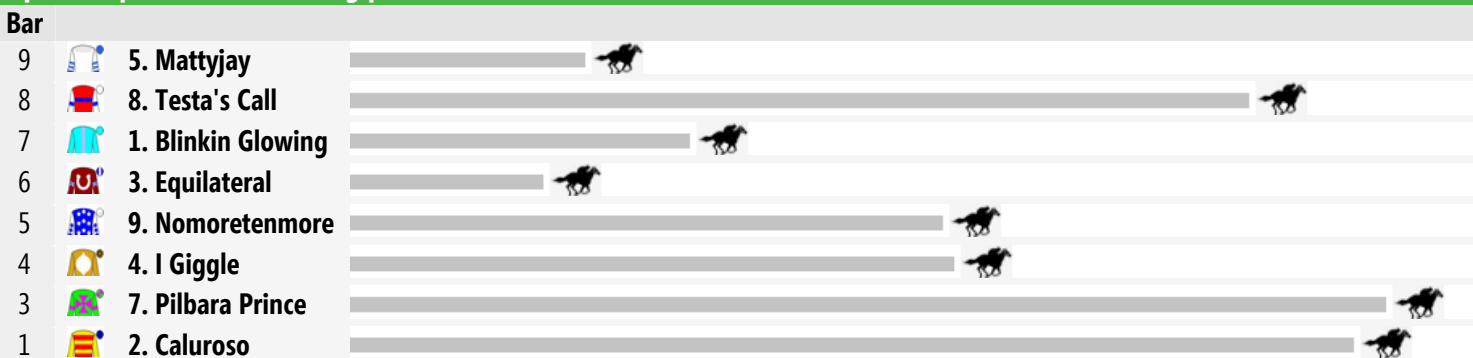 Bar
9 5. Mattyjay
8 8. Testa's Call
7 1. Blinkin Glowing
6 3. Equilateral
5 9. Nomoretenmore
4 4. I Giggle
3 7. Pilbara Prince
1 2. Caluroso